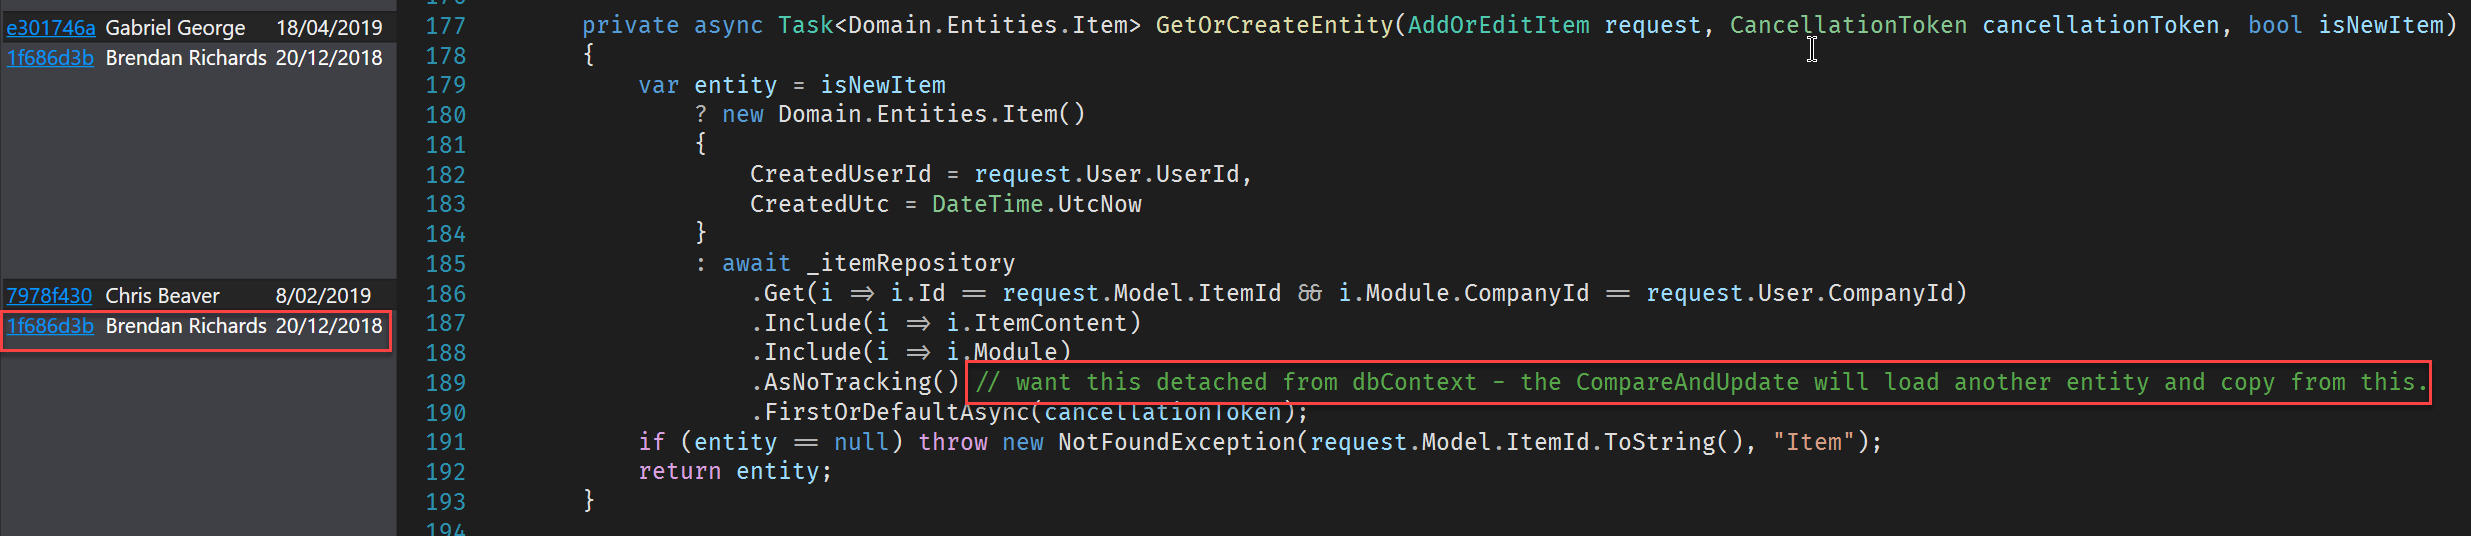 176
e301746a Gabriel George 18/04/2019 177 private async Task<Domain.Entities.Item> GetOrCreateEntity(AddOrEditItem request, CancellationToken cancellationToken, bool isNewItem)
1f686d3b Brendan Richards 20/12/2018 178 {
179 var entity = isNewItem
180 ? new Domain.Entities.Item()
181 {
182 CreatedUserId = request.User.UserId,
183 CreatedUtc = DateTime.UtcNow
184 }
185 : await _itemRepository
7978f430 Chris Beaver 8/02/2019 186 .Get(i => i.Id == request.Model.ItemId && i.Module.CompanyId == request.User.CompanyId)
1f686d3b Brendan Richards 20/12/2018 187 .Include(i => i.ItemContent)
188 .Include(i => i.Module)
189 .AsNoTracking() // want this detached from dbContext - the CompareAndUpdate will load another entity and copy from this.
190 .FirstOrDefaultAsync(cancellationToken);
191 if (entity == null) throw new NotFoundException(request.Model.ItemId.ToString(), "Item");
192 return entity;
193 }
194